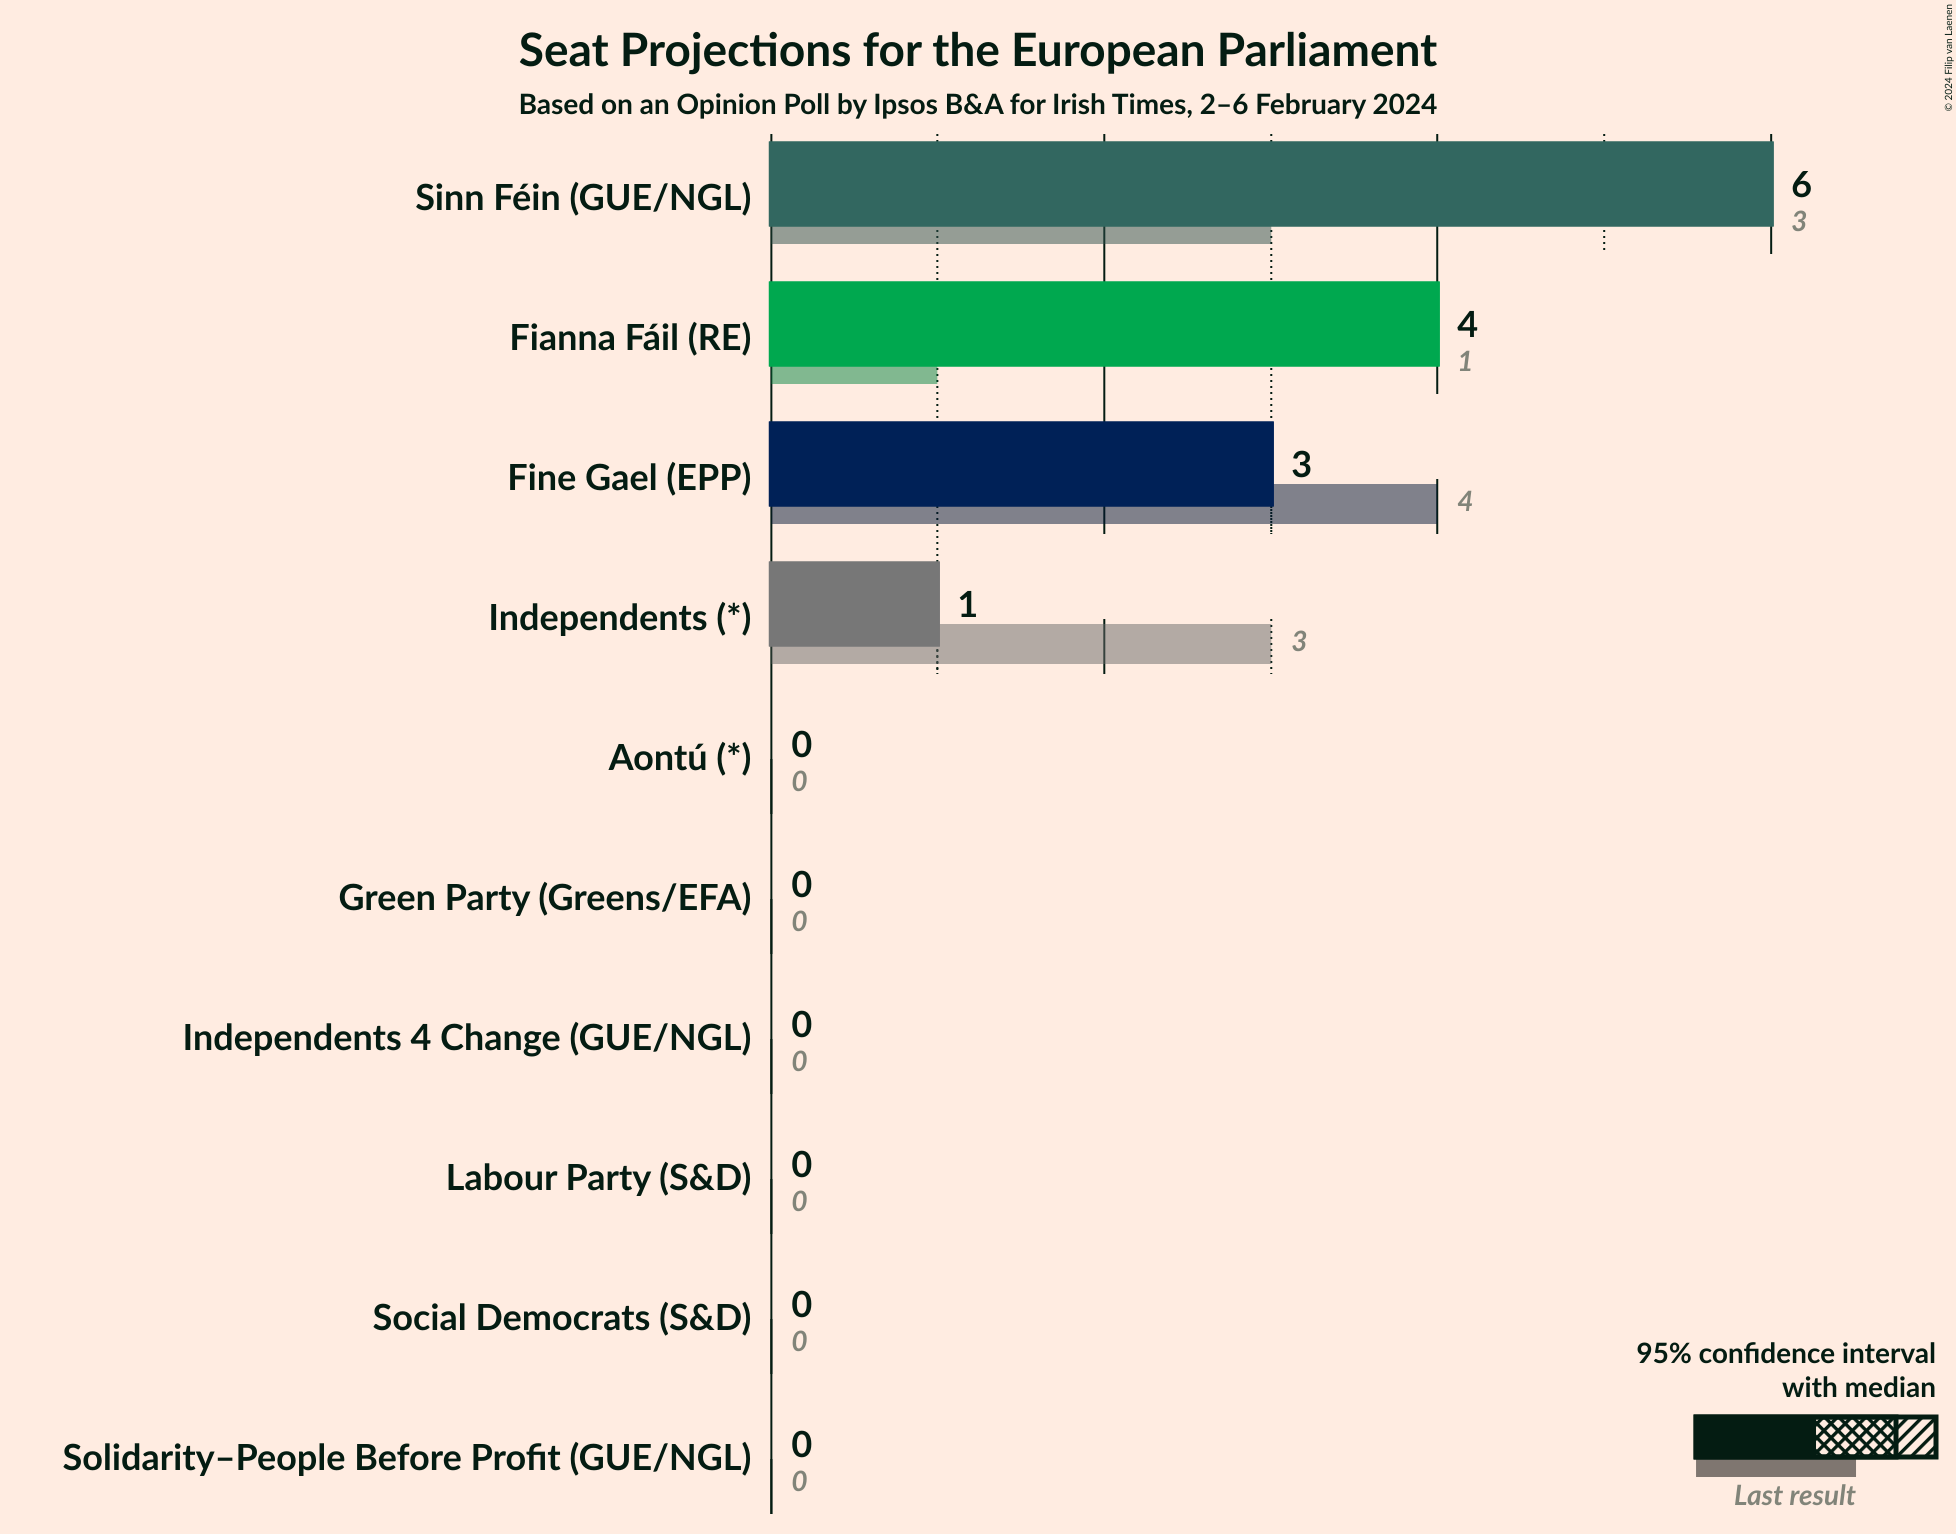 Seat Projections for the European Parliament
Based on an Opinion Poll by Ipsos B&A for Irish Times, 2–6 February 2024
© 2024 Filip van Laenen
Sinn Féin (GUE/NGL)
6
3
Fianna Fáil (RE)
4
1
Fine Gael (EPP)
3
4
Independents (*)
1
3
Aontú (*)
0
0
Green Party (Greens/EFA)
0
0
Independents 4 Change (GUE/NGL)
0
0
Labour Party (S&D)
0
0
Social Democrats (S&D)
0
0
Solidarity–People Before Profit (GUE/NGL)
0
0
95% confidence interval
with median
Last result